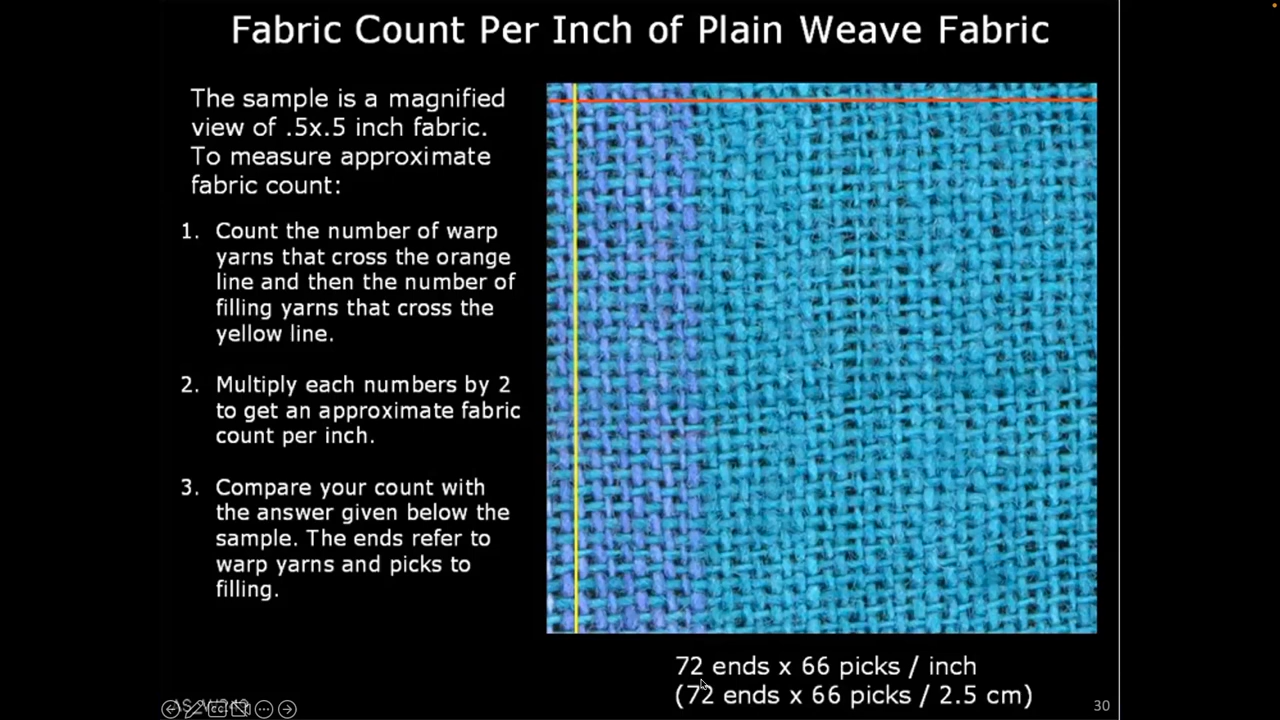 Fabric Count Per Inch of Plain Weave Fabric
The sample is a magnified
view of .5x.5 inch fabric.
To measure approximate
fabric count:
1. Count the number of warp
yarns that cross the orange
line and then the number of
filling yarns that cross the
yellow line.
2. Multiply each numbers by 2
to get an approximate fabric
count per inch.
3. Compare your count with
the answer given below the
sample. The ends refer to
warp yarns and picks to
filling.
72 ends x 66 picks / inch
(72 ends x 66 picks / 2.5 cm)
30